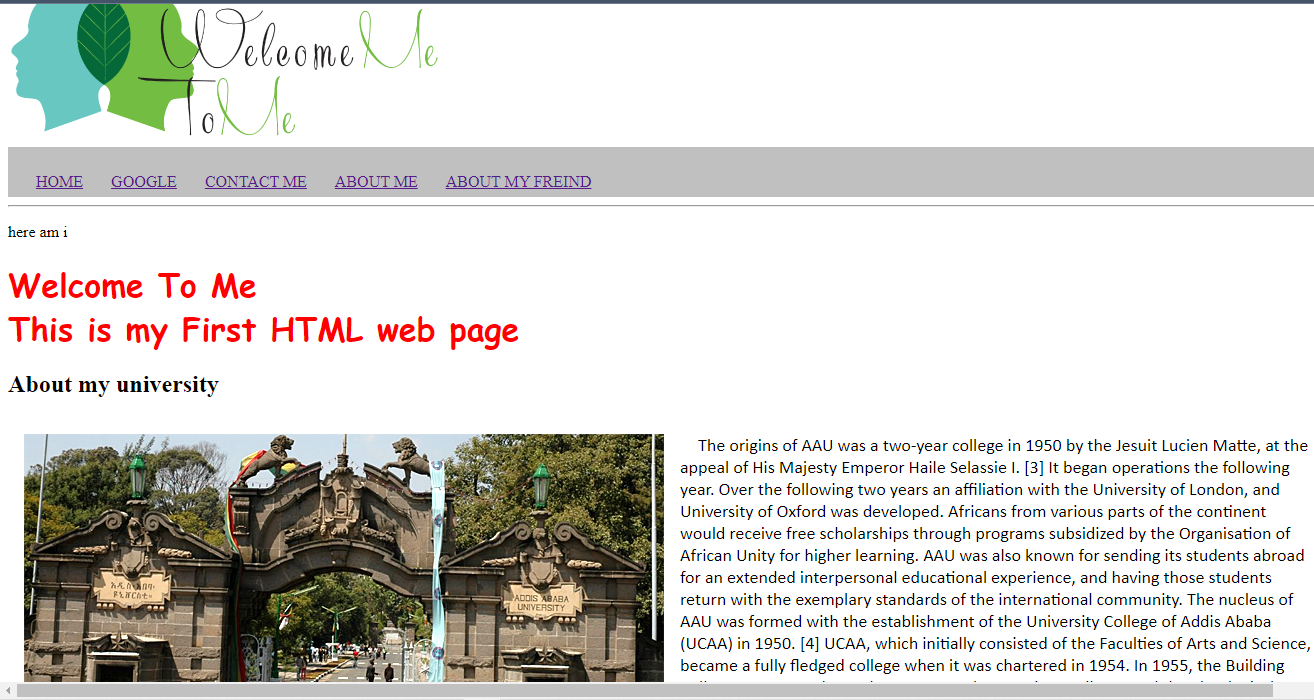 Welcome Me
To Me
HOME GOOGLE CONTACT ME ABOUT ME ABOUT MY FREIND
here am i
Welcome To Me
This is my First HTML web page
About my university
አዲስ አበባ
ዩኒቨርስቲ
ADDIS ABABA
UNIVERSITY
The origins of AAU was a two-year college in 1950 by the Jesuit Lucien Matte, at the
appeal of His Majesty Emperor Haile Selassie I. [3] It began operations the following
year. Over the following two years an affiliation with the University of London, and
University of Oxford was developed. Africans from various parts of the continent
would receive free scholarships through programs subsidized by the Organisation of
African Unity for higher learning. AAU was also known for sending its students abroad
for an extended interpersonal educational experience, and having those students
return with the exemplary standards of the international community. The nucleus of
AAU was formed with the establishment of the University College of Addis Ababa
(UCAA) in 1950. [4] UCAA, which initially consisted of the Faculties of Arts and Science,
became a fully fledged college when it was chartered in 1954. In 1955, the Building